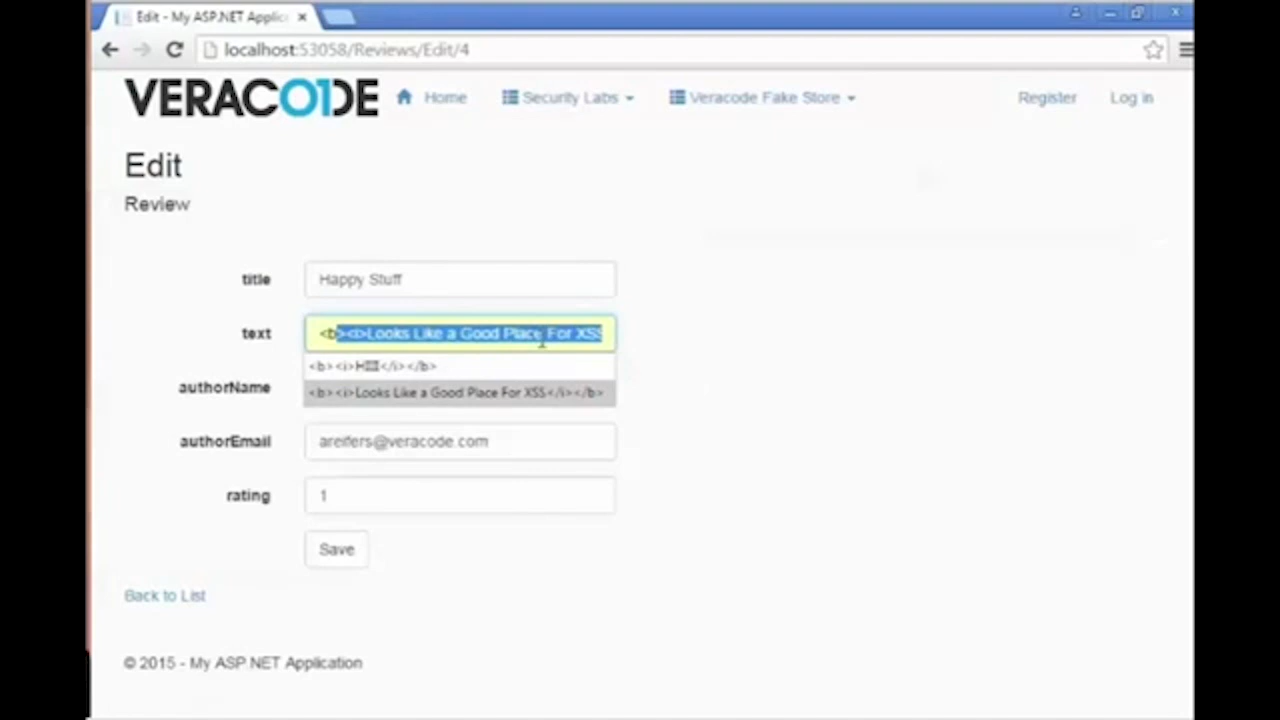 Edit - My ASP.NET Applic
localhost:53058/Reviews/Edit/4
VERACODE Home Security Labs Veracode Fake Store Register Log in
Edit
Review
title Happy Stuff
text <b><i>Looks Like a Good Place For XSS
<b><i></i></b>
authorName <b><i>Looks Like a Good Place For XSS</i></b>
authorEmail areifers@veracode.com
rating 1
Save
Back to List
© 2015 - My ASP.NET Application